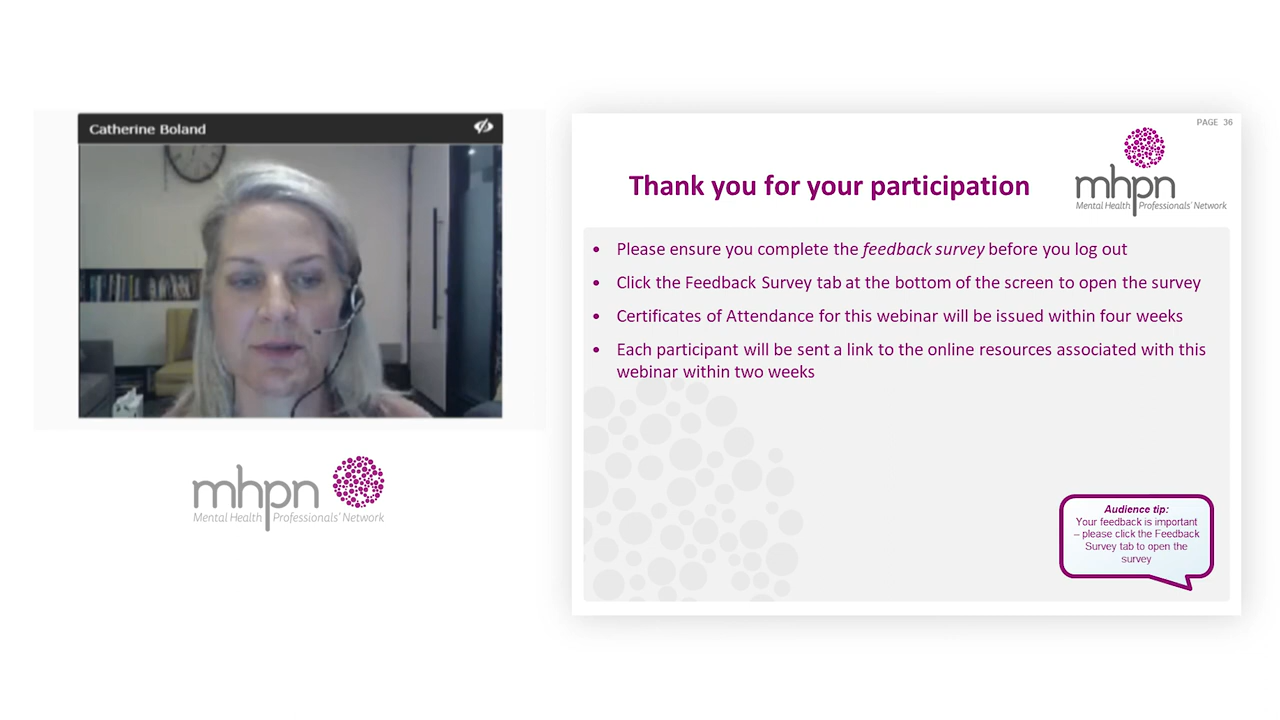 Catherine Boland
mhpn
Mental Health Professionals' Network
PAGE 36
Thank you for your participation
mhpn
Mental Health Professionals' Network
• Please ensure you complete the feedback survey before you log out
• Click the Feedback Survey tab at the bottom of the screen to open the survey
• Certificates of Attendance for this webinar will be issued within four weeks
• Each participant will be sent a link to the online resources associated with this
webinar within two weeks
Audience tip:
Your feedback is important
– please click the Feedback
Survey tab to open the
survey